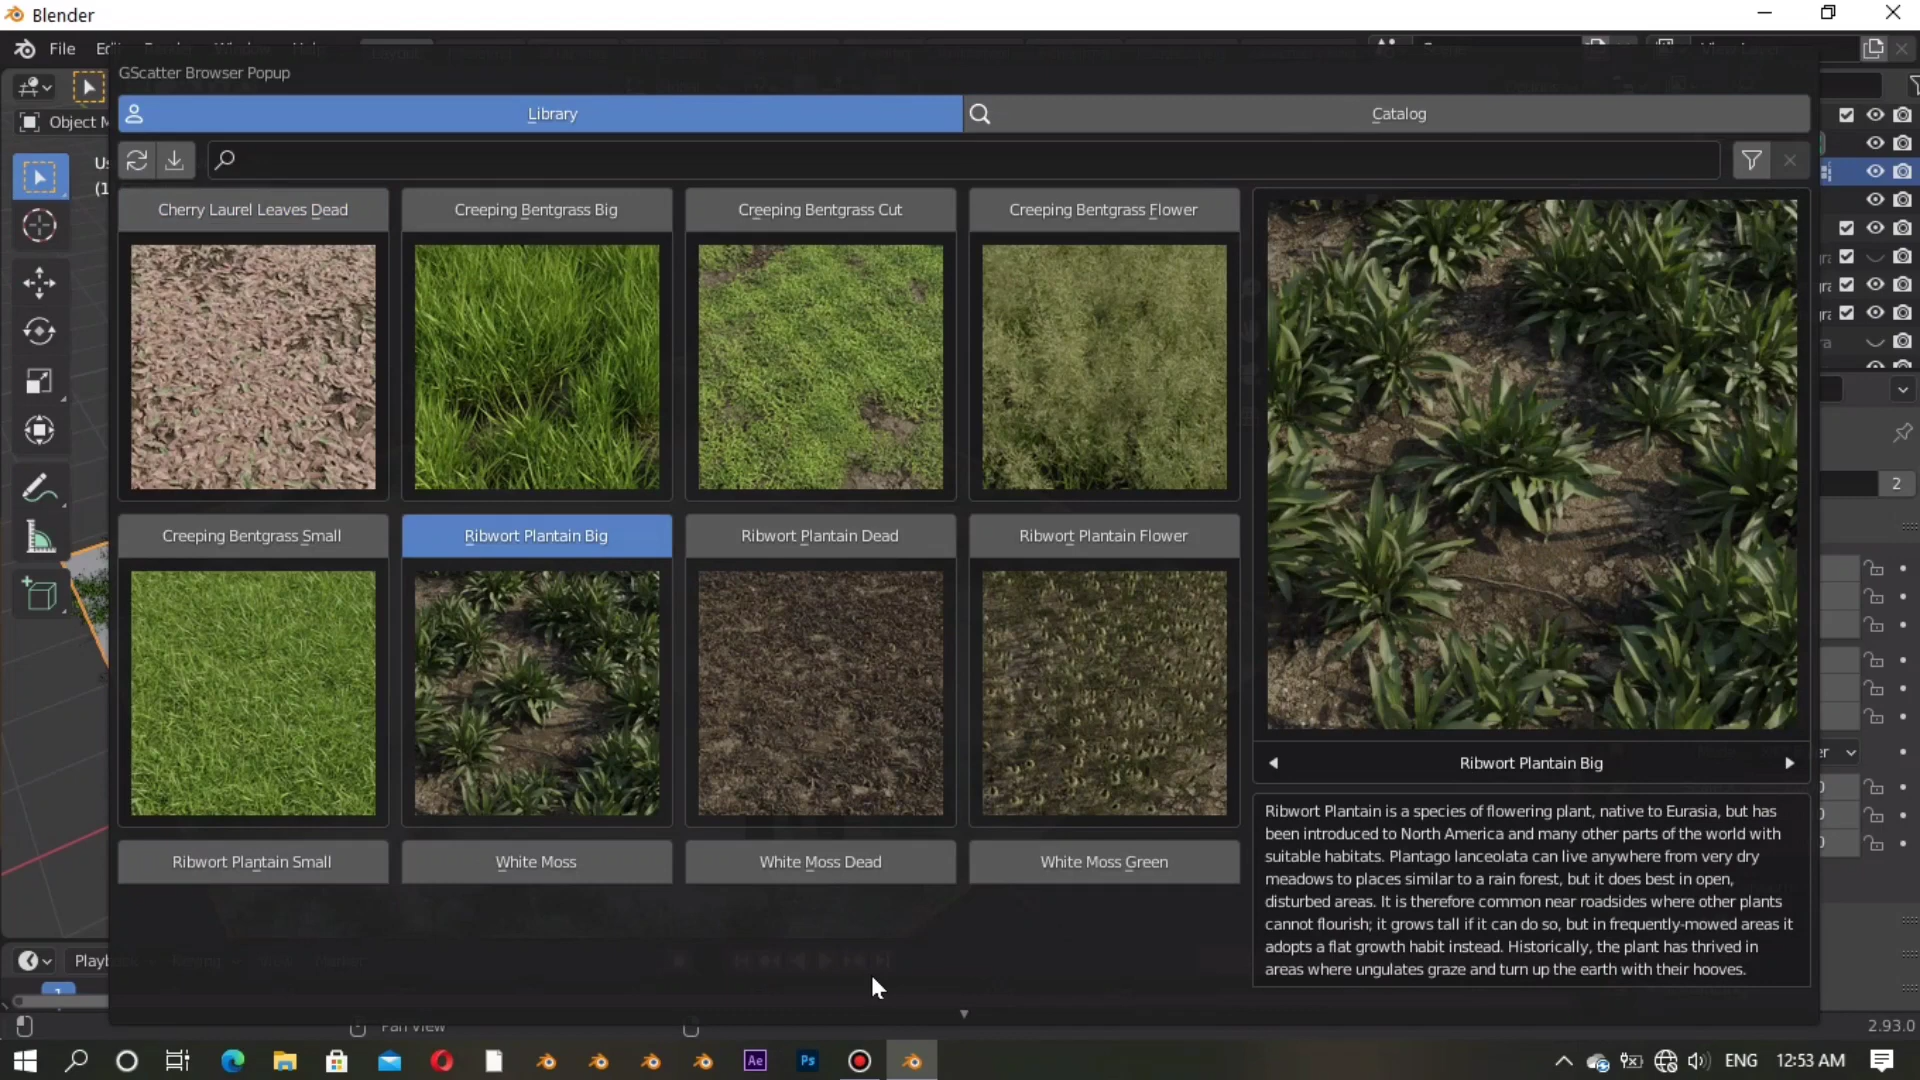 Blender
File
GScatter Browser Popup
Library
Catalog
Object M
Us
(1
Cherry Laurel Leaves Dead
Creeping Bentgrass Big
Creeping Bentgrass Cut
Creeping Bentgrass Flower
Creeping Bentgrass Small
Ribwort Plantain Big
Ribwort Plantain Dead
Ribwort Plantain Flower
2
Ribwort Plantain Big
Ribwort Plantain Small
White Moss
White Moss Dead
White Moss Green
Ribwort Plantain is a species of flowering plant, native to Eurasia, but has
been introduced to North America and many other parts of the world with
suitable habitats. Plantago lanceolata can live anywhere from very dry
meadows to places similar to a rain forest, but it does best in open,
disturbed areas. It is therefore common near roadsides where other plants
cannot flourish; it grows tall if it can do so, but in frequently-mowed areas it
adopts a flat growth habit instead. Historically, the plant has thrived in
areas where ungulates graze and turn up the earth with their hooves.
Playb
1
Pan View
2.93.0
Ae
Ps
ENG
12:53 AM